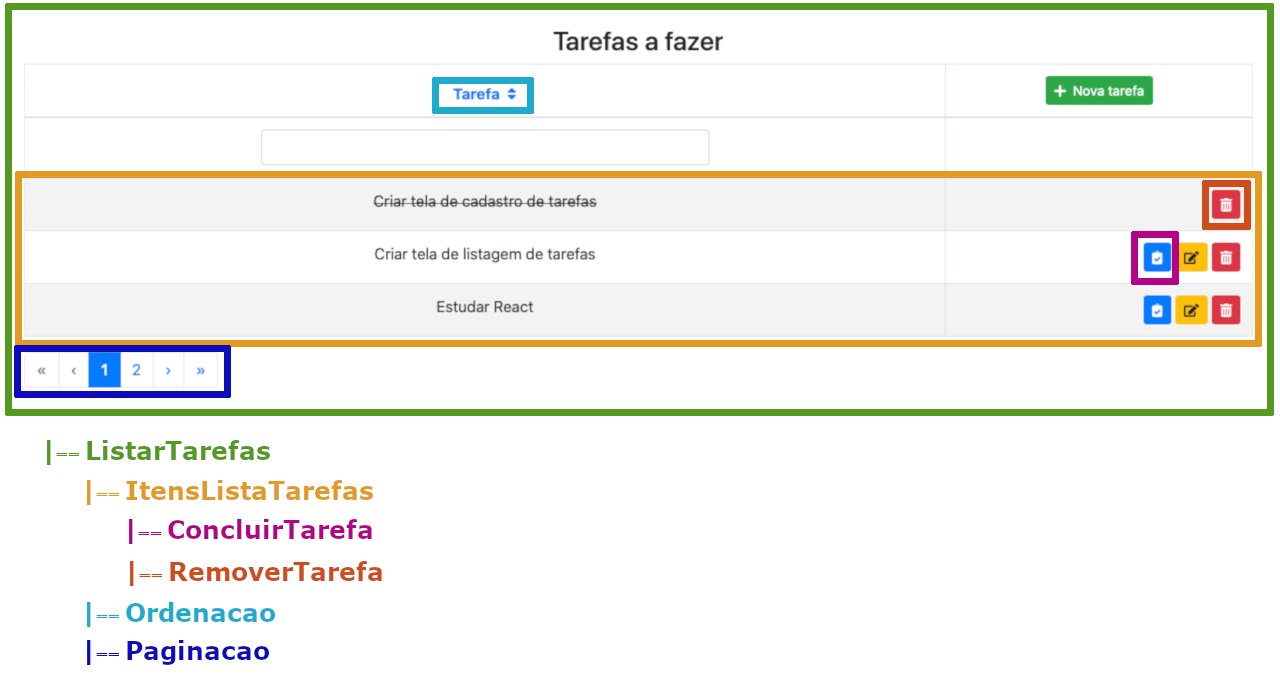 Tarefas a fazer
Tarefa
+ Nova tarefa
Criar tela de cadastro de tarefas
Criar tela de listagem de tarefas
Estudar React
« ‹ 1 2 › »
|== ListarTarefas
|== ItensListaTarefas
|== ConcluirTarefa
|== RemoverTarefa
|== Ordenacao
|== Paginacao